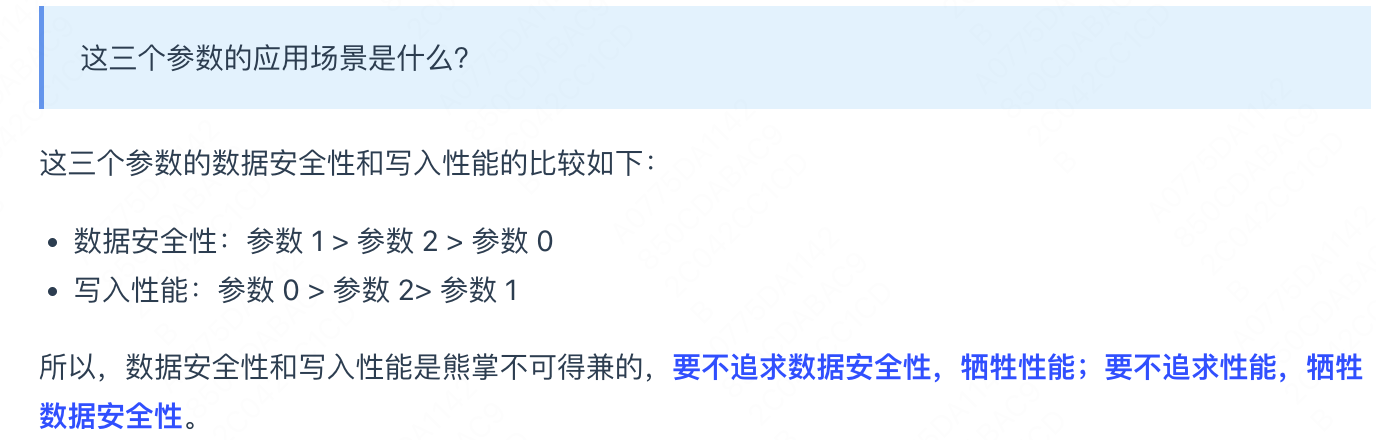 这三个参数的应用场景是什么？
这三个参数的数据安全性和写入性能的比较如下：
• 数据安全性：参数 1 > 参数 2 > 参数 0
• 写入性能：参数 0 > 参数 2> 参数 1
所以，数据安全性和写入性能是熊掌不可得兼的，要不追求数据安全性，牺牲性能；要不追求性能，牺牲
数据安全性。